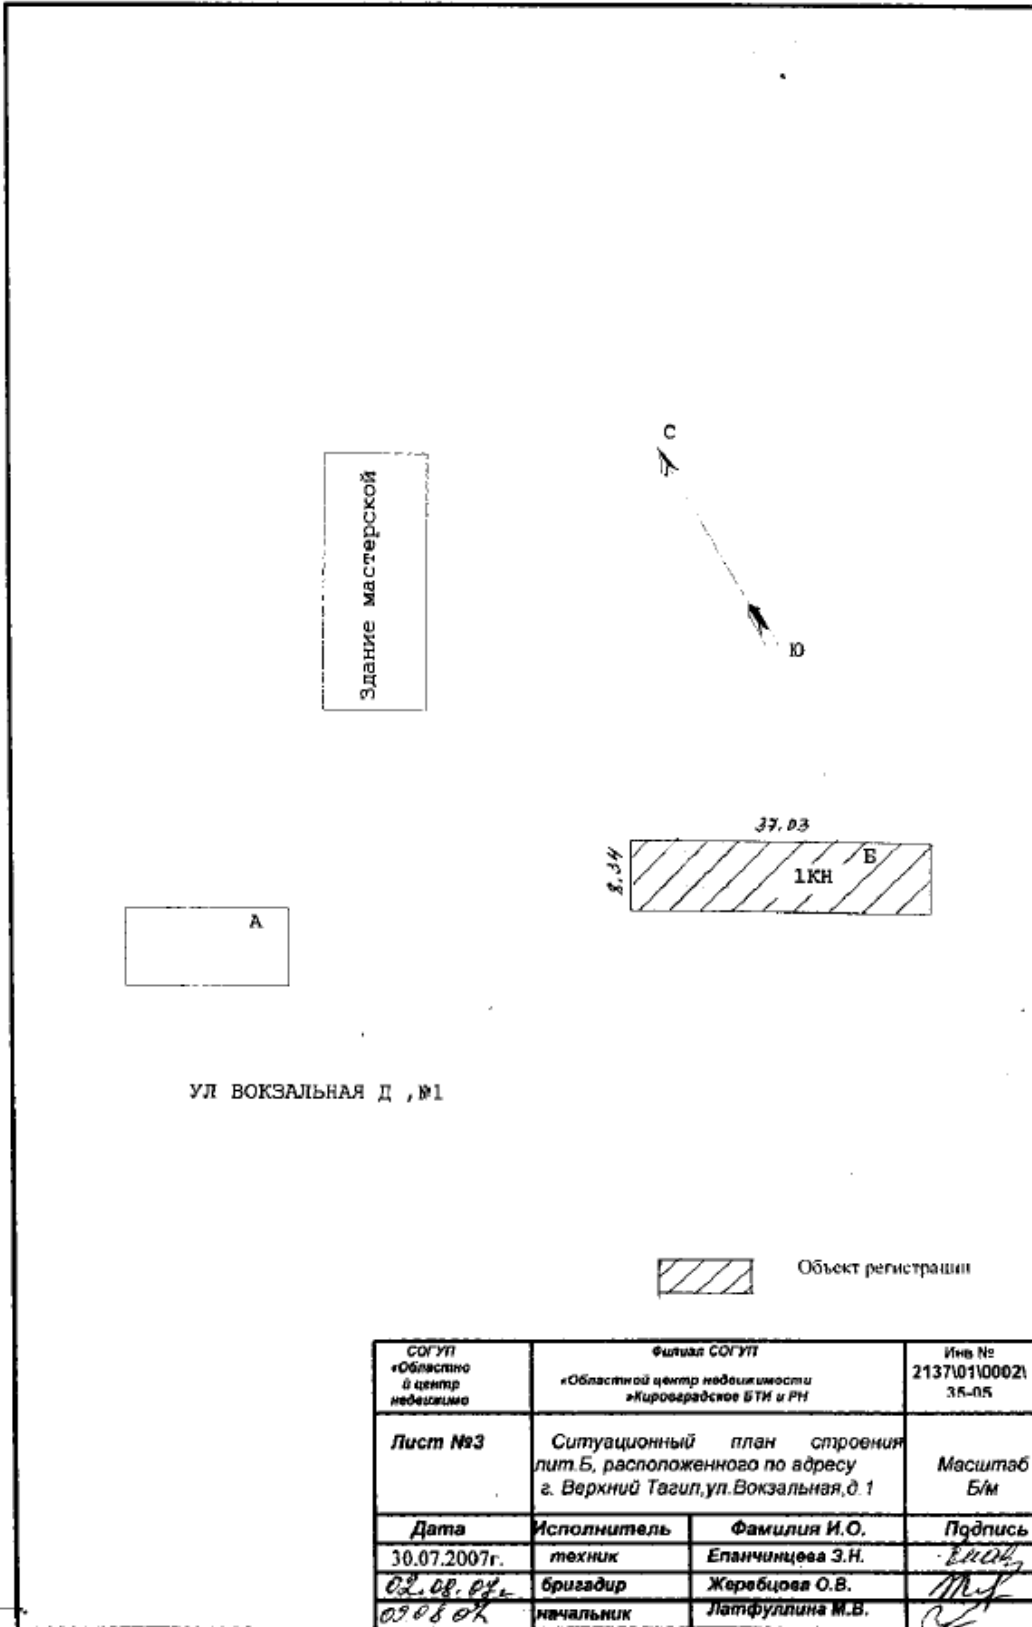 С
Здание мастерской
Ю
37.03
8.34
Б
1КН
А
УЛ ВОКЗАЛЬНАЯ Д ,№1
Объект регистрации
СОГУП
«Областно
й центр
недвижимо
Филиал СОГУП
«Областной центр недвижимости
»Кировградское БТИ и РН
Инв №
2137\01\0002\
35-05
Лист №3
Ситуационный план строения
лит.Б, расположенного по адресу
г. Верхний Тагил,ул.Вокзальная,д.1
Масштаб
Б/м
Дата Исполнитель Фамилия И.О. Подпись
30.07.2007г. техник Епанчинцева З.Н.
02.08.07г бригадир Жеребцова О.В.
начальник Латфуллина М.В.